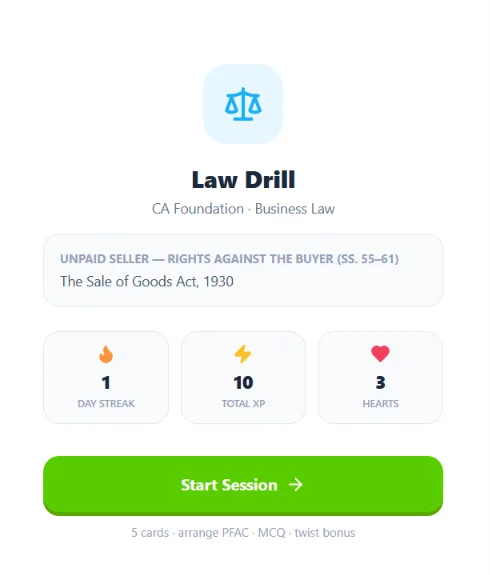 Law Drill
CA Foundation · Business Law
UNPAID SELLER — RIGHTS AGAINST THE BUYER (SS. 55–61)
The Sale of Goods Act, 1930
1
DAY STREAK
10
TOTAL XP
3
HEARTS
Start Session →
5 cards · arrange PFAC · MCQ · twist bonus